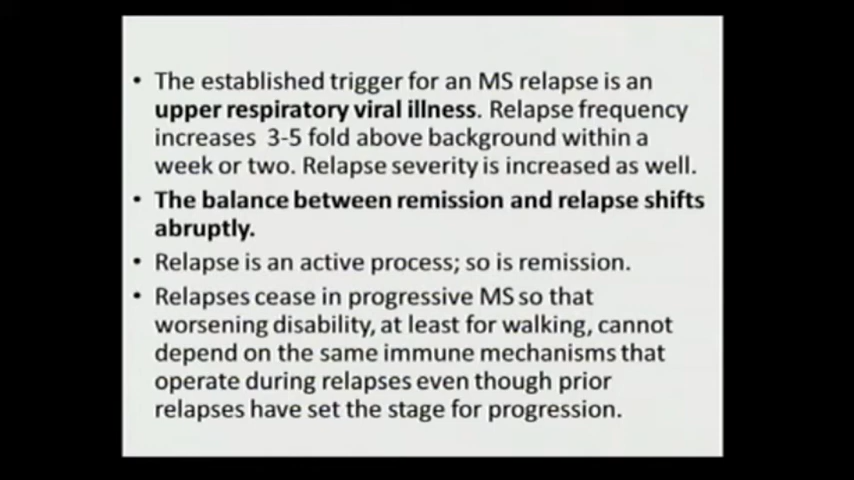 • The established trigger for an MS relapse is an
upper respiratory viral illness. Relapse frequency
increases 3-5 fold above background within a
week or two. Relapse severity is increased as well.
• The balance between remission and relapse shifts
abruptly.
• Relapse is an active process; so is remission.
• Relapses cease in progressive MS so that
worsening disability, at least for walking, cannot
depend on the same immune mechanisms that
operate during relapses even though prior
relapses have set the stage for progression.